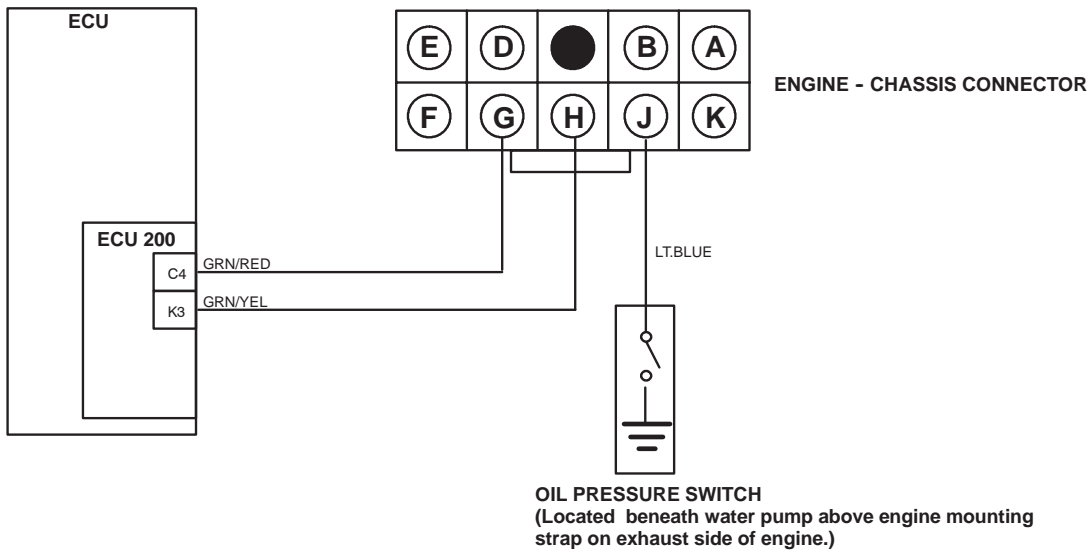 ECU
E D B A
ENGINE - CHASSIS CONNECTOR
F G H J K
ECU 200
C4 GRN/RED
K3 GRN/YEL
LT.BLUE
OIL PRESSURE SWITCH
(Located beneath water pump above engine mounting
strap on exhaust side of engine.)